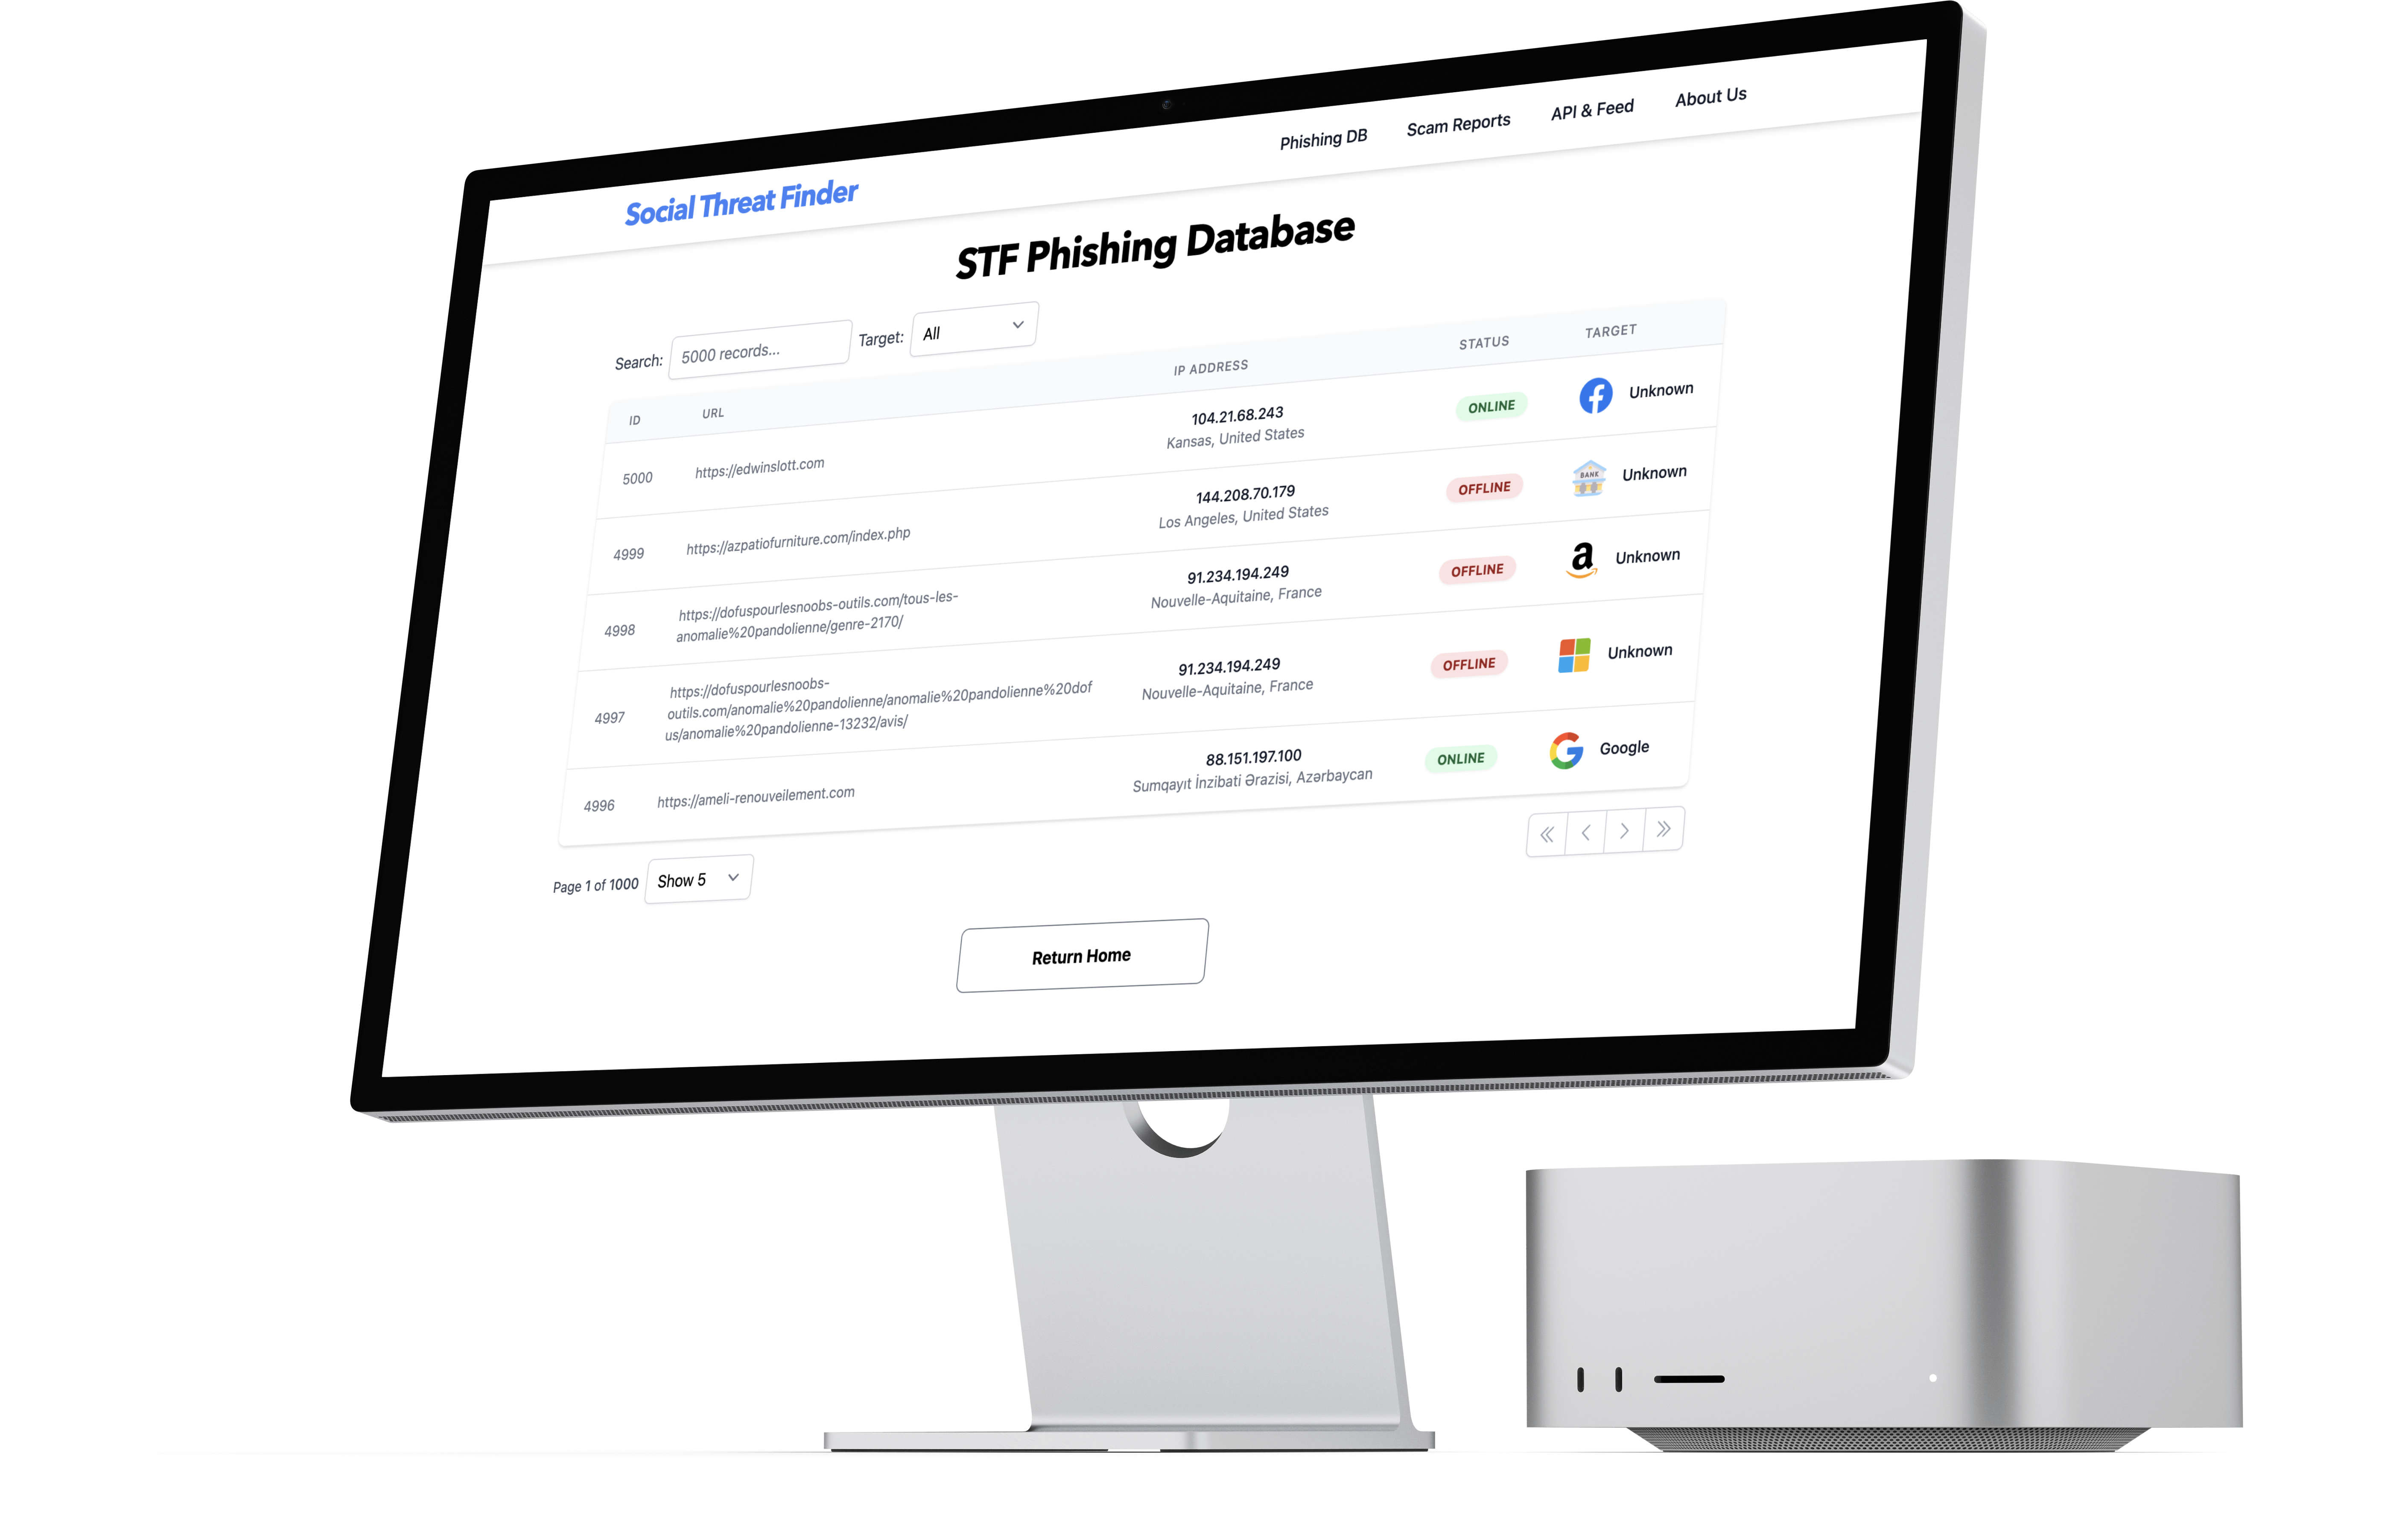 Phishing DB
Scam Reports
API & Feed
About Us
Social Threat Finder
STF Phishing Database
Search:
5000 records...
Target:
All
ID
URL
IP ADDRESS
STATUS
TARGET
5000
https://edwinslott.com
104.21.68.243
Kansas, United States
ONLINE
Unknown
4999
https://azpatiofurniture.com/index.php
144.208.70.179
Los Angeles, United States
OFFLINE
BANK
Unknown
4998
https://dofuspourlesnoobs-outils.com/tous-les-
anomalie%20pandolienne/genre-2170/
91.234.194.249
Nouvelle-Aquitaine, France
OFFLINE
a
Unknown
4997
https://dofuspourlesnoobs-
outils.com/anomalie%20pandolienne/anomalie%20pandolienne%20dof
us/anomalie%20pandolienne-13232/avis/
91.234.194.249
Nouvelle-Aquitaine, France
OFFLINE
Unknown
4996
https://ameli-renouveilement.com
88.151.197.100
Sumqayıt İnzibati Ərazisi, Azərbaycan
ONLINE
G
Google
Page 1 of 1000
Show 5
Return Home